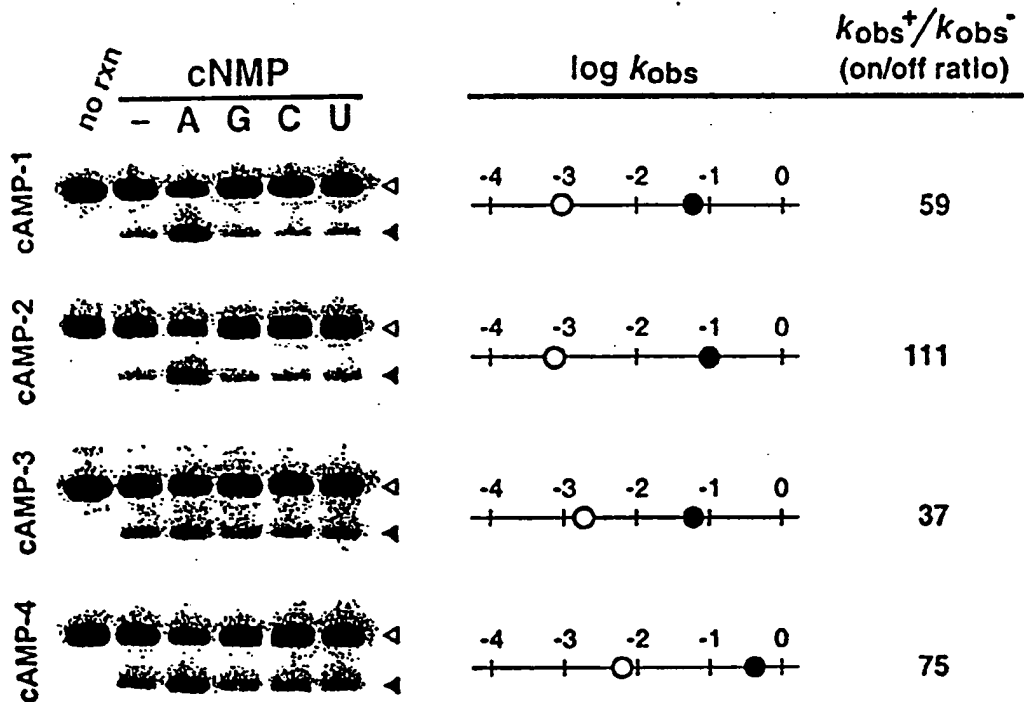 no rxn
cNMP
– A G C U
log kobs
kobs+/kobs-
(on/off ratio)
cAMP-1
-4 -3 -2 -1 0
59
cAMP-2
-4 -3 -2 -1 0
111
cAMP-3
-4 -3 -2 -1 0
37
cAMP-4
-4 -3 -2 -1 0
75